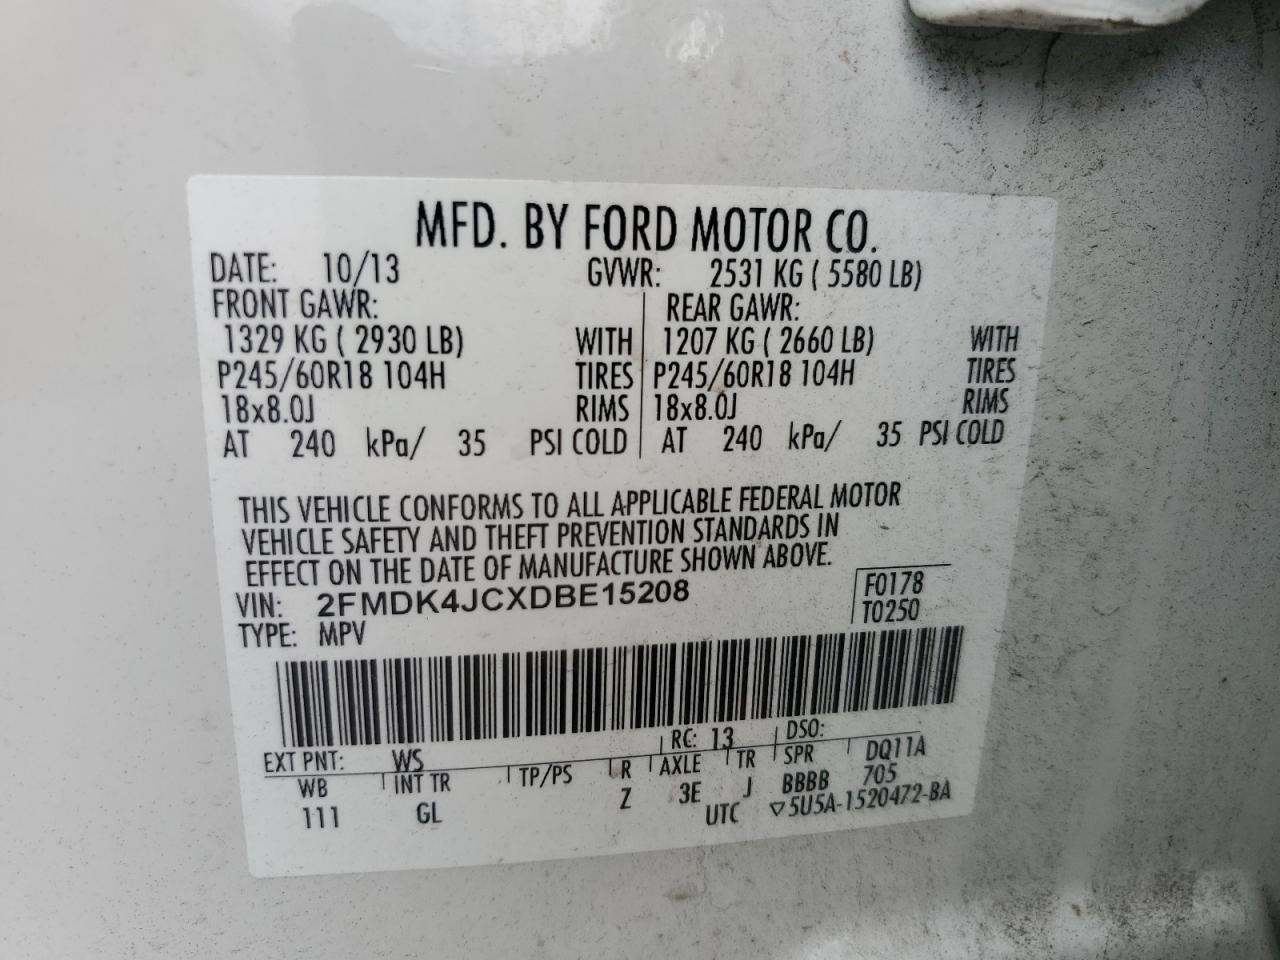 MFD. BY FORD MOTOR CO.
DATE: 10/13 GVWR: 2531 KG ( 5580 LB)
FRONT GAWR: REAR GAWR:
1329 KG ( 2930 LB) WITH 1207 KG ( 2660 LB) WITH
P245/60R18 104H TIRES P245/60R18 104H TIRES
18x8.0J RIMS 18x8.0J RIMS
AT 240 kPa/ 35 PSI COLD AT 240 kPa/ 35 PSI COLD
THIS VEHICLE CONFORMS TO ALL APPLICABLE FEDERAL MOTOR
VEHICLE SAFETY AND THEFT PREVENTION STANDARDS IN
EFFECT ON THE DATE OF MANUFACTURE SHOWN ABOVE.
VIN: 2FMDK4JCXDBE15208 F0178
TYPE: MPV T0250
EXT PNT: WS RC: 13 DSO:
WB INT TR TP/PS R AXLE TR SPR DQ11A
111 GL Z 3E J BBBB 705
UTC ▽5U5A-1520472-BA